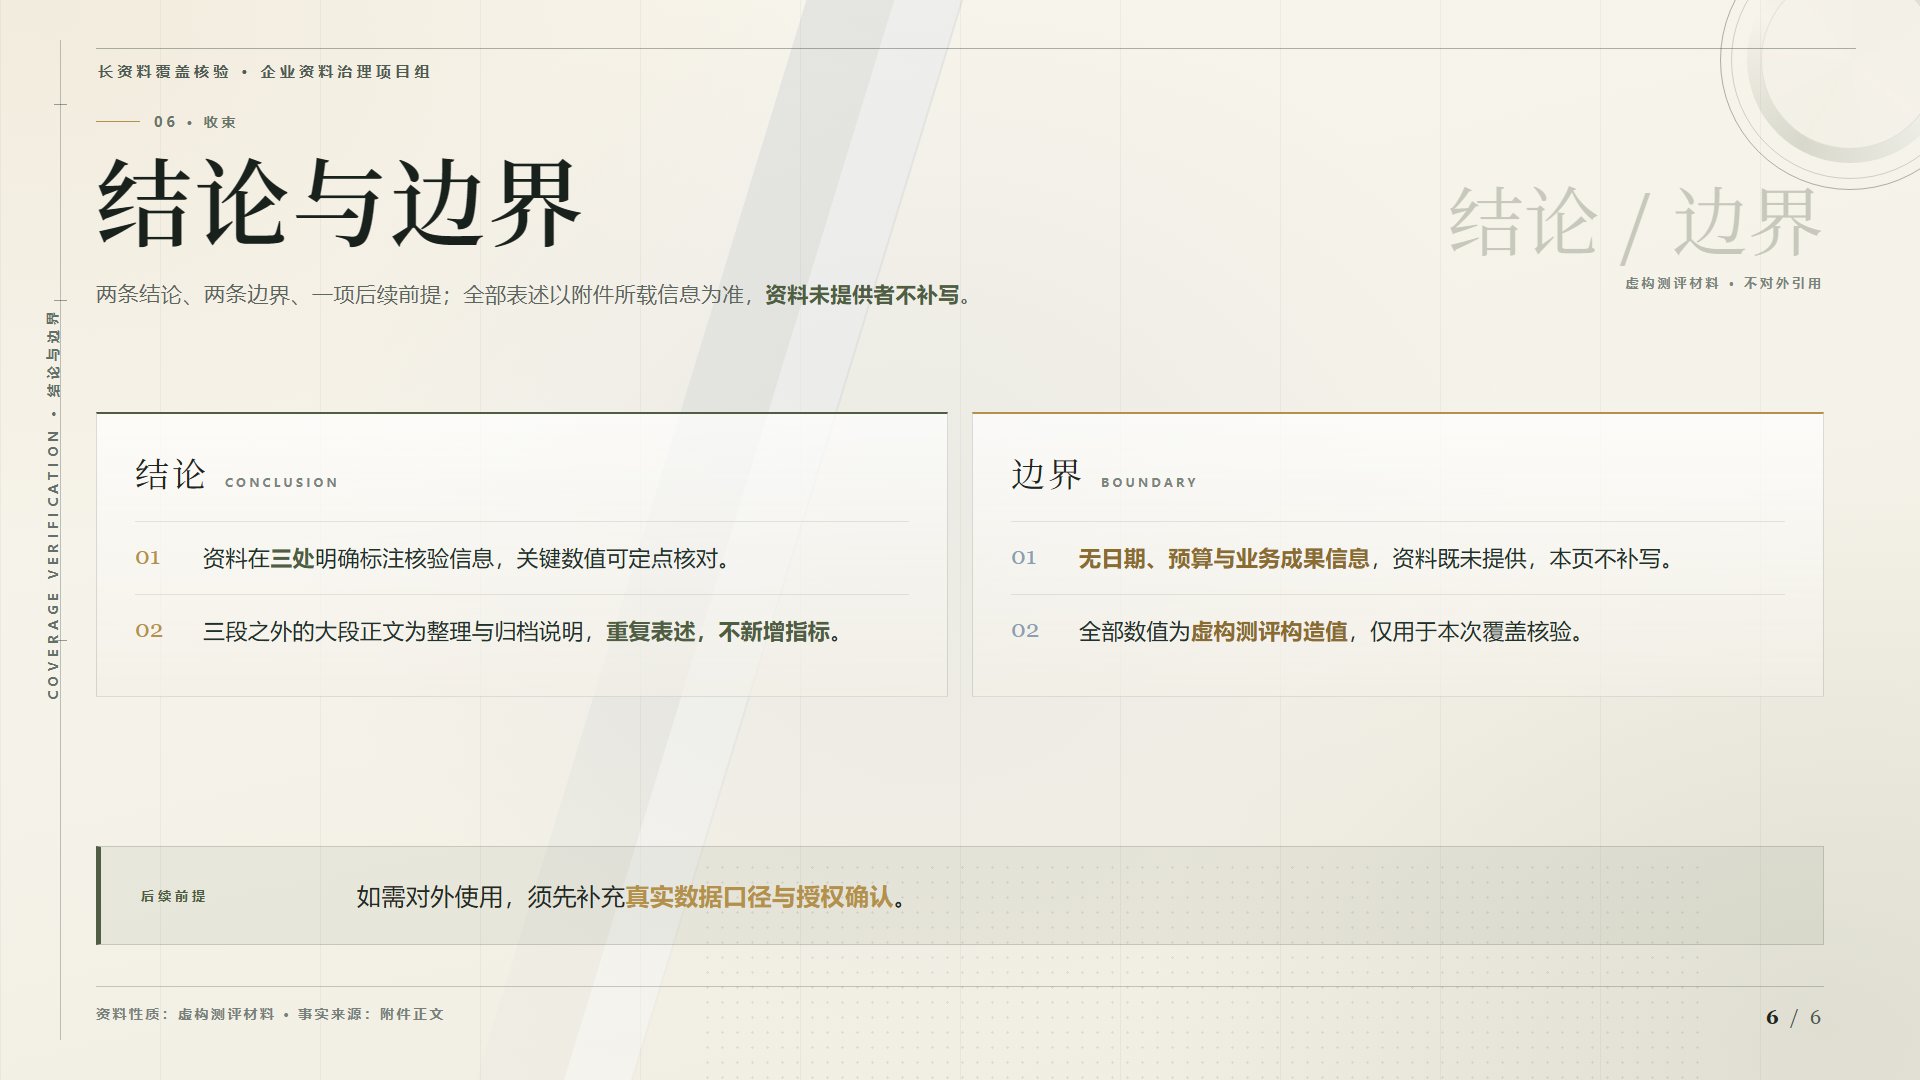 长资料覆盖核验 • 企业资料治理项目组
06 • 收束
结论与边界
结论 / 边界
虚构测评材料 • 不对外引用
两条结论、两条边界、一项后续前提；全部表述以附件所载信息为准，资料未提供者不补写。
COVERAGE VERIFICATION • 结论与边界
结论 CONCLUSION
01 资料在三处明确标注核验信息，关键数值可定点核对。
02 三段之外的大段正文为整理与归档说明，重复表述，不新增指标。
边界 BOUNDARY
01 无日期、预算与业务成果信息，资料既未提供，本页不补写。
02 全部数值为虚构测评构造值，仅用于本次覆盖核验。
后续前提 如需对外使用，须先补充真实数据口径与授权确认。
资料性质：虚构测评材料 • 事实来源：附件正文
6 / 6